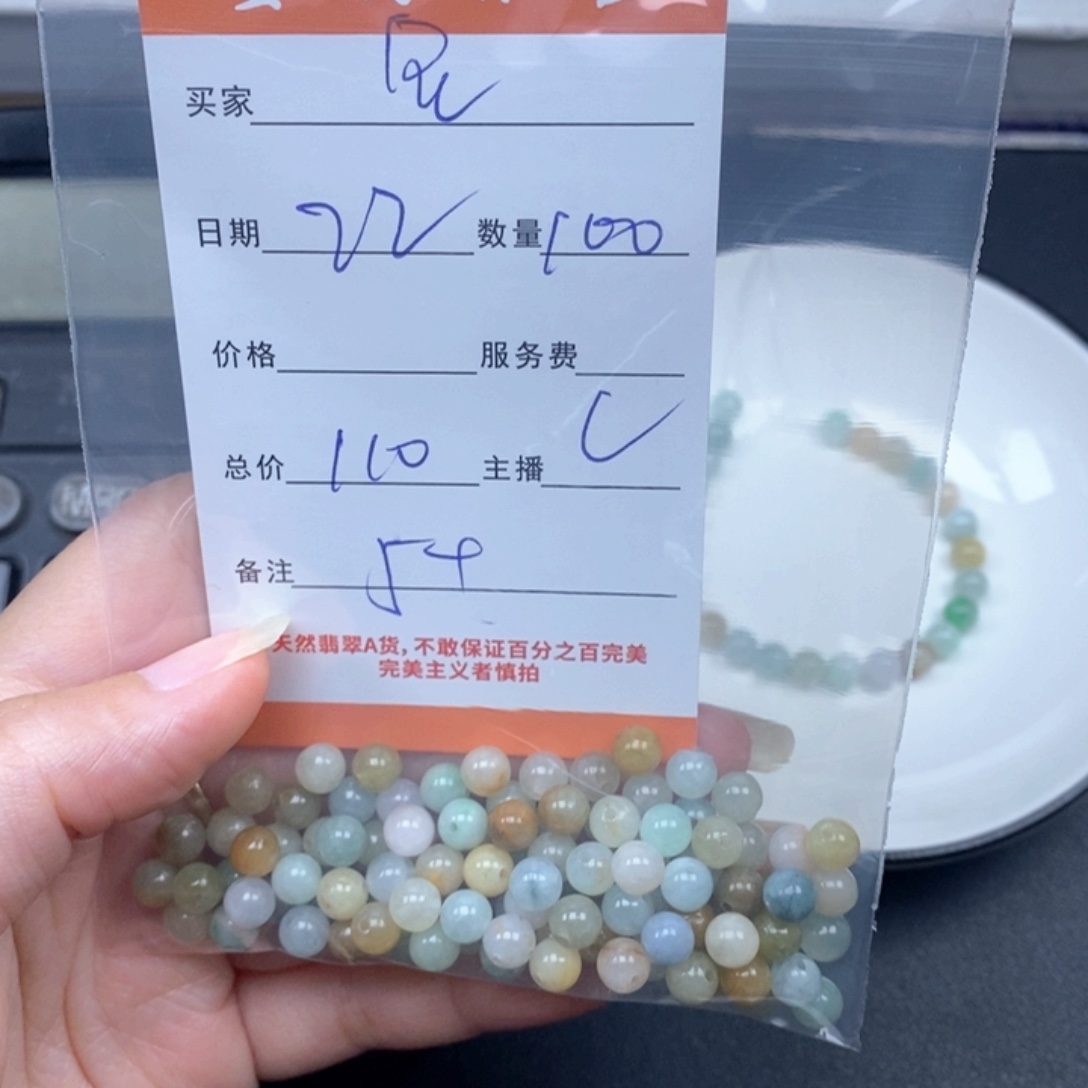 买家
日期 22 数量 100
价格 服务费
总价 110 主播
备注 54
天然翡翠A货,不敢保证百分之百完美
完美主义者慎拍